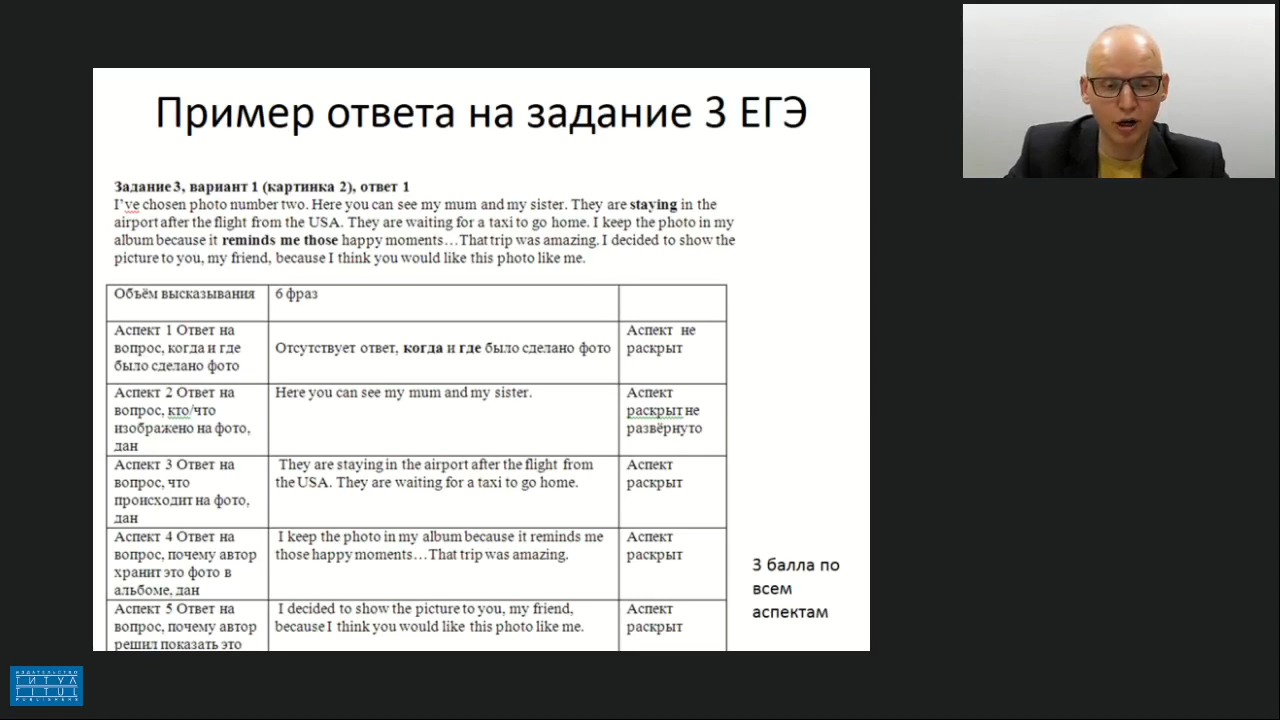 Пример ответа на задание 3 ЕГЭ
Задание 3, вариант 1 (картинка 2), ответ 1
I've chosen photo number two. Here you can see my mum and my sister. They are staying in the
airport after the flight from the USA. They are waiting for a taxi to go home. I keep the photo in my
album because it reminds me those happy moments…That trip was amazing. I decided to show the
picture to you, my friend, because I think you would like this photo like me.
Объём высказывания
6 фраз
Аспект 1 Ответ на
вопрос, когда и где
было сделано фото
Отсутствует ответ, когда и где было сделано фото
Аспект не
раскрыт
Аспект 2 Ответ на
вопрос, кто/что
изображено на фото,
дан
Here you can see my mum and my sister.
Аспект
раскрыт не
развёрнуто
Аспект 3 Ответ на
вопрос, что
происходит на фото,
дан
They are staying in the airport after the flight from
the USA. They are waiting for a taxi to go home.
Аспект
раскрыт
Аспект 4 Ответ на
вопрос, почему автор
хранит это фото в
альбоме, дан
I keep the photo in my album because it reminds me
those happy moments…That trip was amazing.
Аспект
раскрыт
Аспект 5 Ответ на
вопрос, почему автор
решил показать это
I decided to show the picture to you, my friend,
because I think you would like this photo like me.
Аспект
раскрыт
3 балла по
всем
аспектам
ИЗДАТЕЛЬСТВО
ТИТУЛ
TITUL
PUBLISHERS